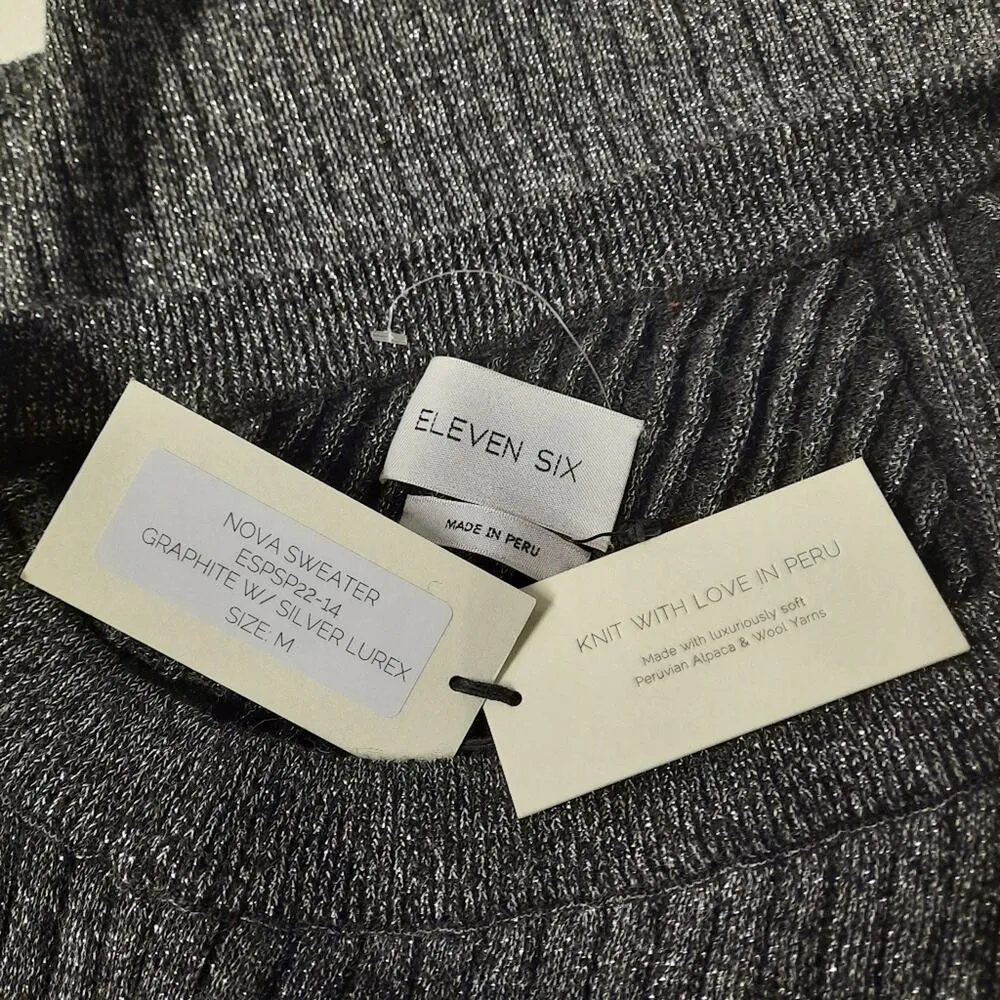 ELEVEN SIX
MADE IN PERU
NOVA SWEATER
ESPSP22-14
GRAPHITE W/ SILVER LUREX
SIZE: M
KNIT WITH LOVE IN PERU
Made with luxuriously soft
Peruvian Alpaca & Wool Yarns